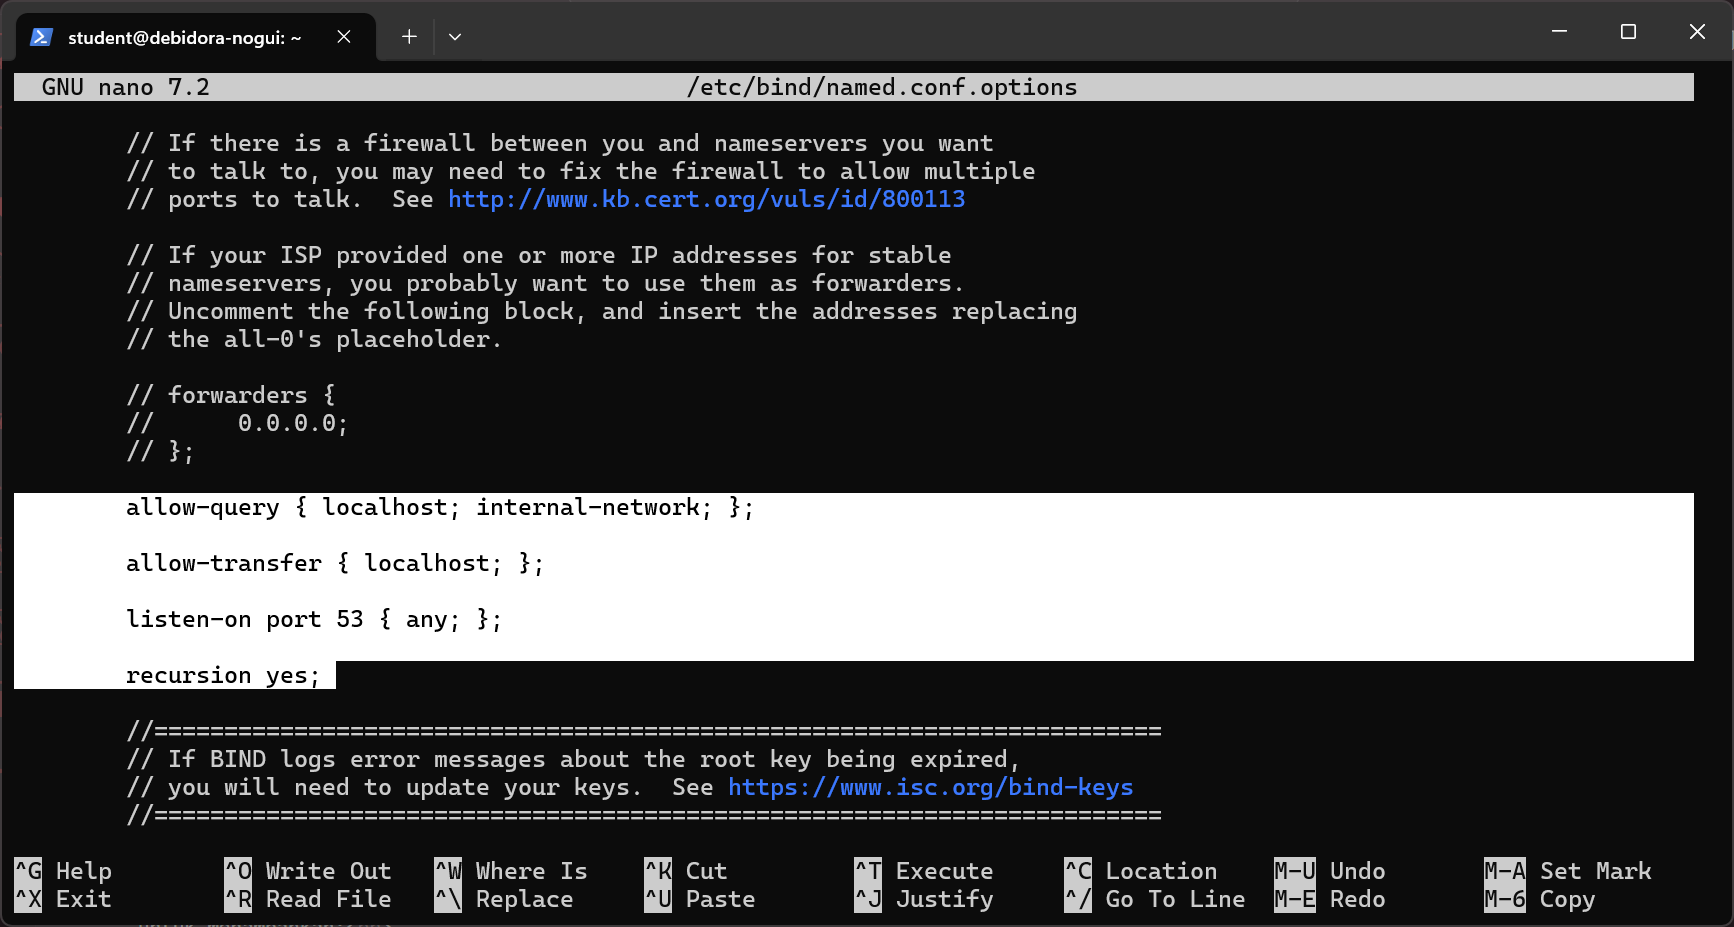 student@debidora-nogui: ~
GNU nano 7.2 /etc/bind/named.conf.options
// If there is a firewall between you and nameservers you want
// to talk to, you may need to fix the firewall to allow multiple
// ports to talk.  See http://www.kb.cert.org/vuls/id/800113
// If your ISP provided one or more IP addresses for stable
// nameservers, you probably want to use them as forwarders.
// Uncomment the following block, and insert the addresses replacing
// the all-0's placeholder.
// forwarders {
//      0.0.0.0;
// };
allow-query { localhost; internal-network; };
allow-transfer { localhost; };
listen-on port 53 { any; };
recursion yes;
//========================================================================
// If BIND logs error messages about the root key being expired,
// you will need to update your keys.  See https://www.isc.org/bind-keys
//========================================================================
^G Help ^O Write Out ^W Where Is ^K Cut ^T Execute ^C Location M-U Undo M-A Set Mark
^X Exit ^R Read File ^\ Replace ^U Paste ^J Justify ^/ Go To Line M-E Redo M-6 Copy